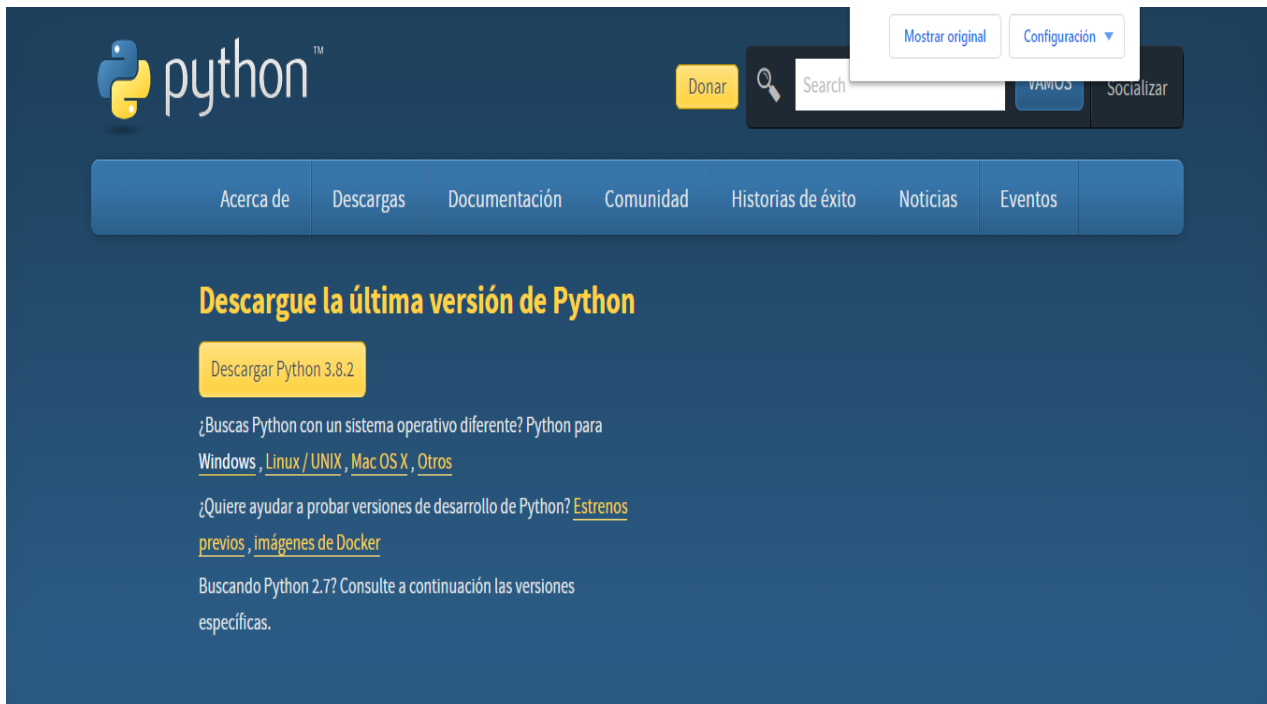 Mostrar original
Configuración
python™
Donar
Search
VAMOS
Socializar
Acerca de
Descargas
Documentación
Comunidad
Historias de éxito
Noticias
Eventos
Descargue la última versión de Python
Descargar Python 3.8.2
¿Buscas Python con un sistema operativo diferente? Python para
Windows , Linux / UNIX , Mac OS X , Otros
¿Quiere ayudar a probar versiones de desarrollo de Python? Estrenos
previos , imágenes de Docker
Buscando Python 2.7? Consulte a continuación las versiones
específicas.